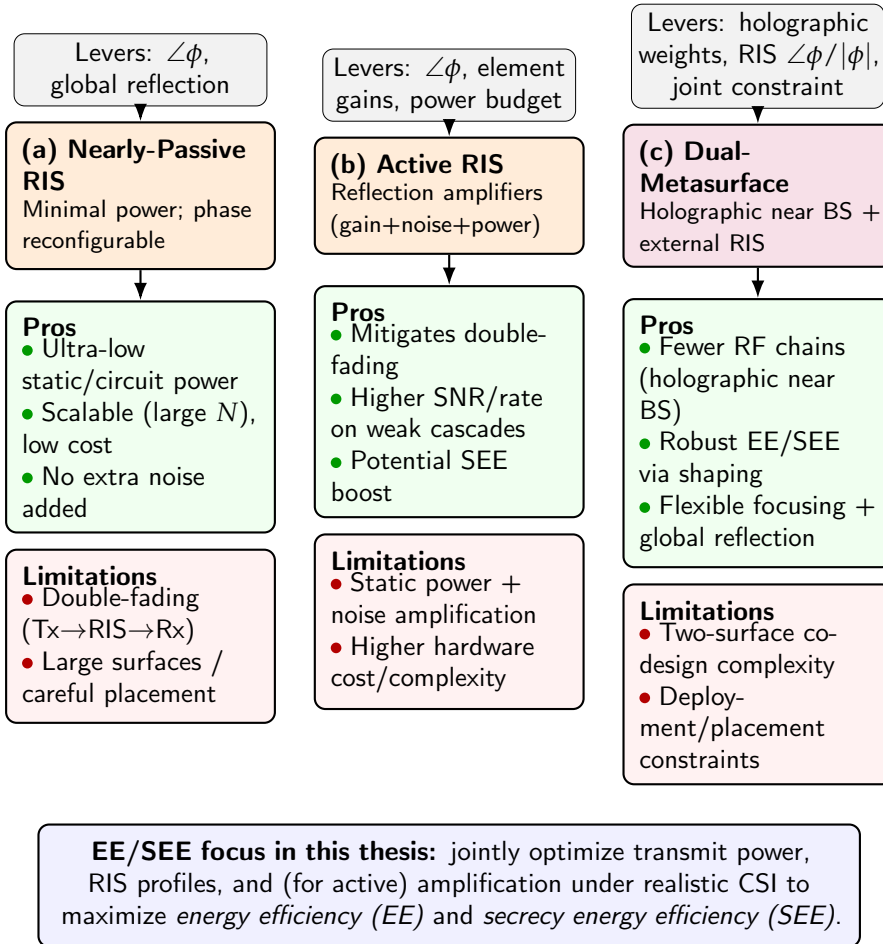 Levers: ∠ϕ,
global reflection
(a) Nearly-Passive
RIS
Minimal power; phase
reconfigurable
Pros
• Ultra-low
static/circuit power
• Scalable (large N),
low cost
• No extra noise
added
Limitations
• Double-fading
(Tx→RIS→Rx)
• Large surfaces /
careful placement
Levers: ∠ϕ, element
gains, power budget
(b) Active RIS
Reflection amplifiers
(gain+noise+power)
Pros
• Mitigates double-
fading
• Higher SNR/rate
on weak cascades
• Potential SEE
boost
Limitations
• Static power +
noise amplification
• Higher hardware
cost/complexity
Levers: holographic
weights, RIS ∠ϕ/|ϕ|,
joint constraint
(c) Dual-
Metasurface
Holographic near BS +
external RIS
Pros
• Fewer RF chains
(holographic near
BS)
• Robust EE/SEE
via shaping
• Flexible focusing +
global reflection
Limitations
• Two-surface co-
design complexity
• Deploy-
ment/placement
constraints
EE/SEE focus in this thesis: jointly optimize transmit power,
RIS profiles, and (for active) amplification under realistic CSI to
maximize energy efficiency (EE) and secrecy energy efficiency (SEE).